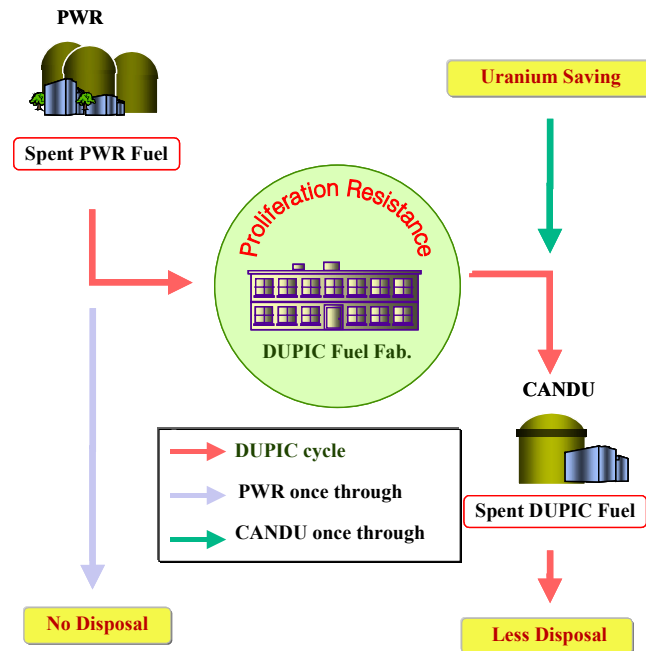 PWR
Uranium Saving
Spent PWR Fuel
Proliferation Resistance
DUPIC Fuel Fab.
CANDU
DUPIC cycle
PWR once through
CANDU once through
Spent DUPIC Fuel
No Disposal
Less Disposal